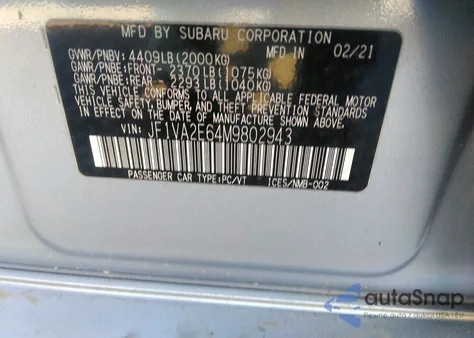 MFD BY SUBARU CORPORATION
GVWR/PNBV: 4409LB(2000KG) MFD IN 02/21
GAWR/PNBE:FRONT- 2370LB(1075KG)
GAWR/PNBE:REAR - 2293LB(1040KG)
THIS VEHICLE CONFORMS TO ALL APPLICABLE FEDERAL MOTOR
VEHICLE SAFETY, BUMPER, AND THEFT PREVENTION STANDARDS
IN EFFECT ON THE DATE OF MANUFACTURE SHOWN ABOVE.
VIN: JF1VA2E64M9802943
PASSENGER CAR TYPE:PC/VT ICES/NMB-002
autoSnap